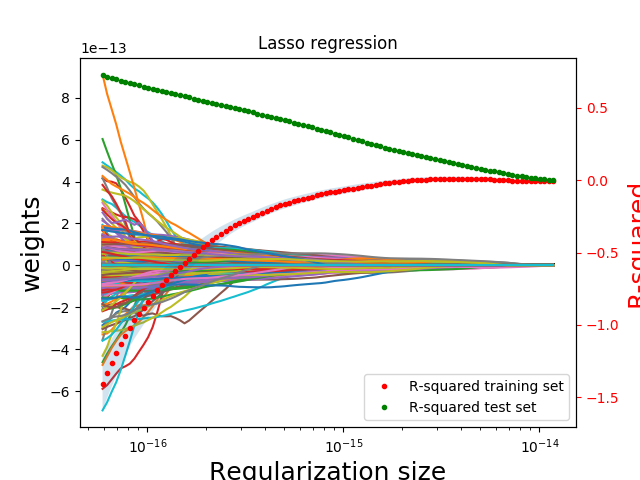 Lasso regression
1e−13
8
6
4
2
0
−2
−4
−6
weights
0.5
0.0
−0.5
−1.0
−1.5
R-squared
R-squared training set
R-squared test set
10−16
10−15
10−14
Regularization size